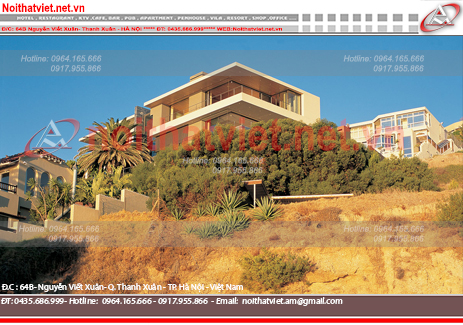 Noithatviet.net.vn
HOTEL . RESTAURANT . KTV .CAFE. BAR . PUB . APARTMENT . PENHOUSE . VILA . RESORT . SHOP .OFFICE ....
Đ/C: 64B Nguyễn Viết Xuân- Thanh Xuân - HÀ NỘI ***** ĐT: 0435.686.999***** WEB:Noithatviet.net.vn
Hotline: 0964.165.666
0917.955.866
Hotline: 0964.165.666
0917.955.866
Noithatviet.net.vn
Hotline: 0964.165.666
0917.955.866
Hotline: 0964.165.666
0917.955.866
Hotline: 0964.165.666
0917.955.866
Đ.C : 64B- Nguyễn Viết Xuân- Q. Thanh Xuân - TP. Hà Nội - Việt Nam
ĐT: 0435.686.999- Hotline: 0964.165.666 - 0917.955.866 - Email: noithatviet.am@gmail.com